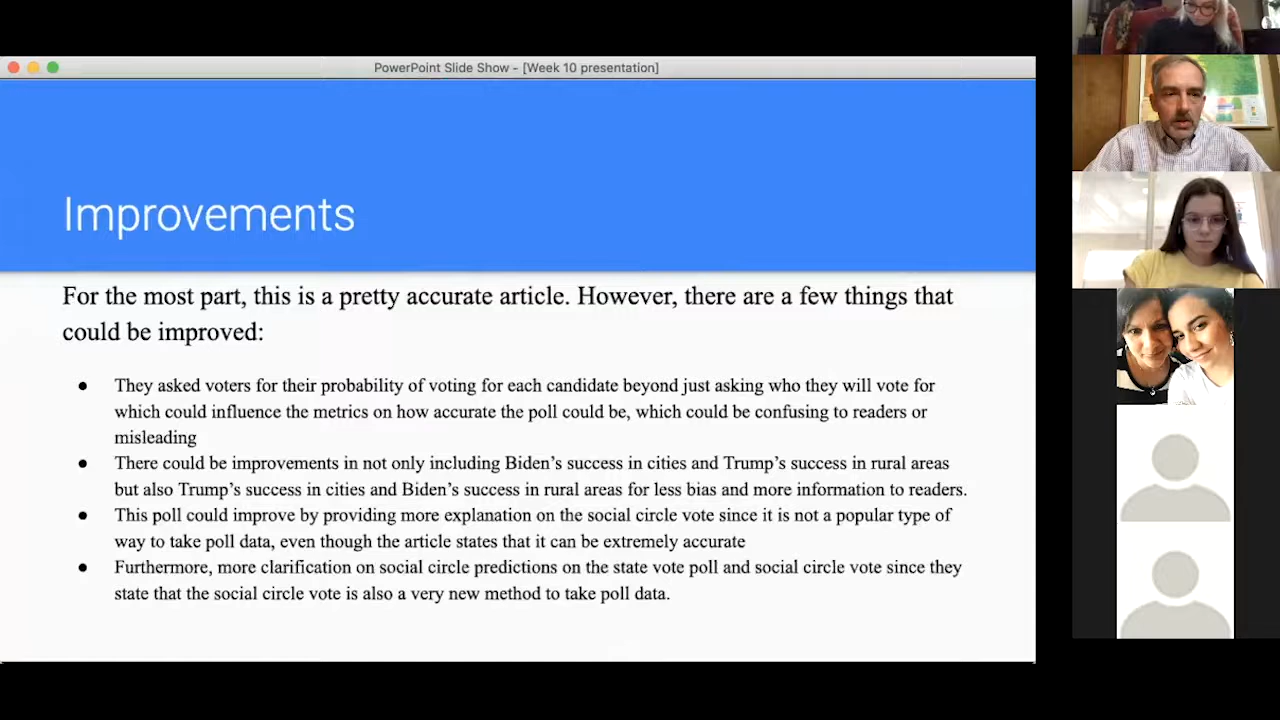 PowerPoint Slide Show - [Week 10 presentation]
Improvements
For the most part, this is a pretty accurate article. However, there are a few things that
could be improved:
● They asked voters for their probability of voting for each candidate beyond just asking who they will vote for
which could influence the metrics on how accurate the poll could be, which could be confusing to readers or
misleading
● There could be improvements in not only including Biden’s success in cities and Trump’s success in rural areas
but also Trump’s success in cities and Biden’s success in rural areas for less bias and more information to readers.
● This poll could improve by providing more explanation on the social circle vote since it is not a popular type of
way to take poll data, even though the article states that it can be extremely accurate
● Furthermore, more clarification on social circle predictions on the state vote poll and social circle vote since they
state that the social circle vote is also a very new method to take poll data.